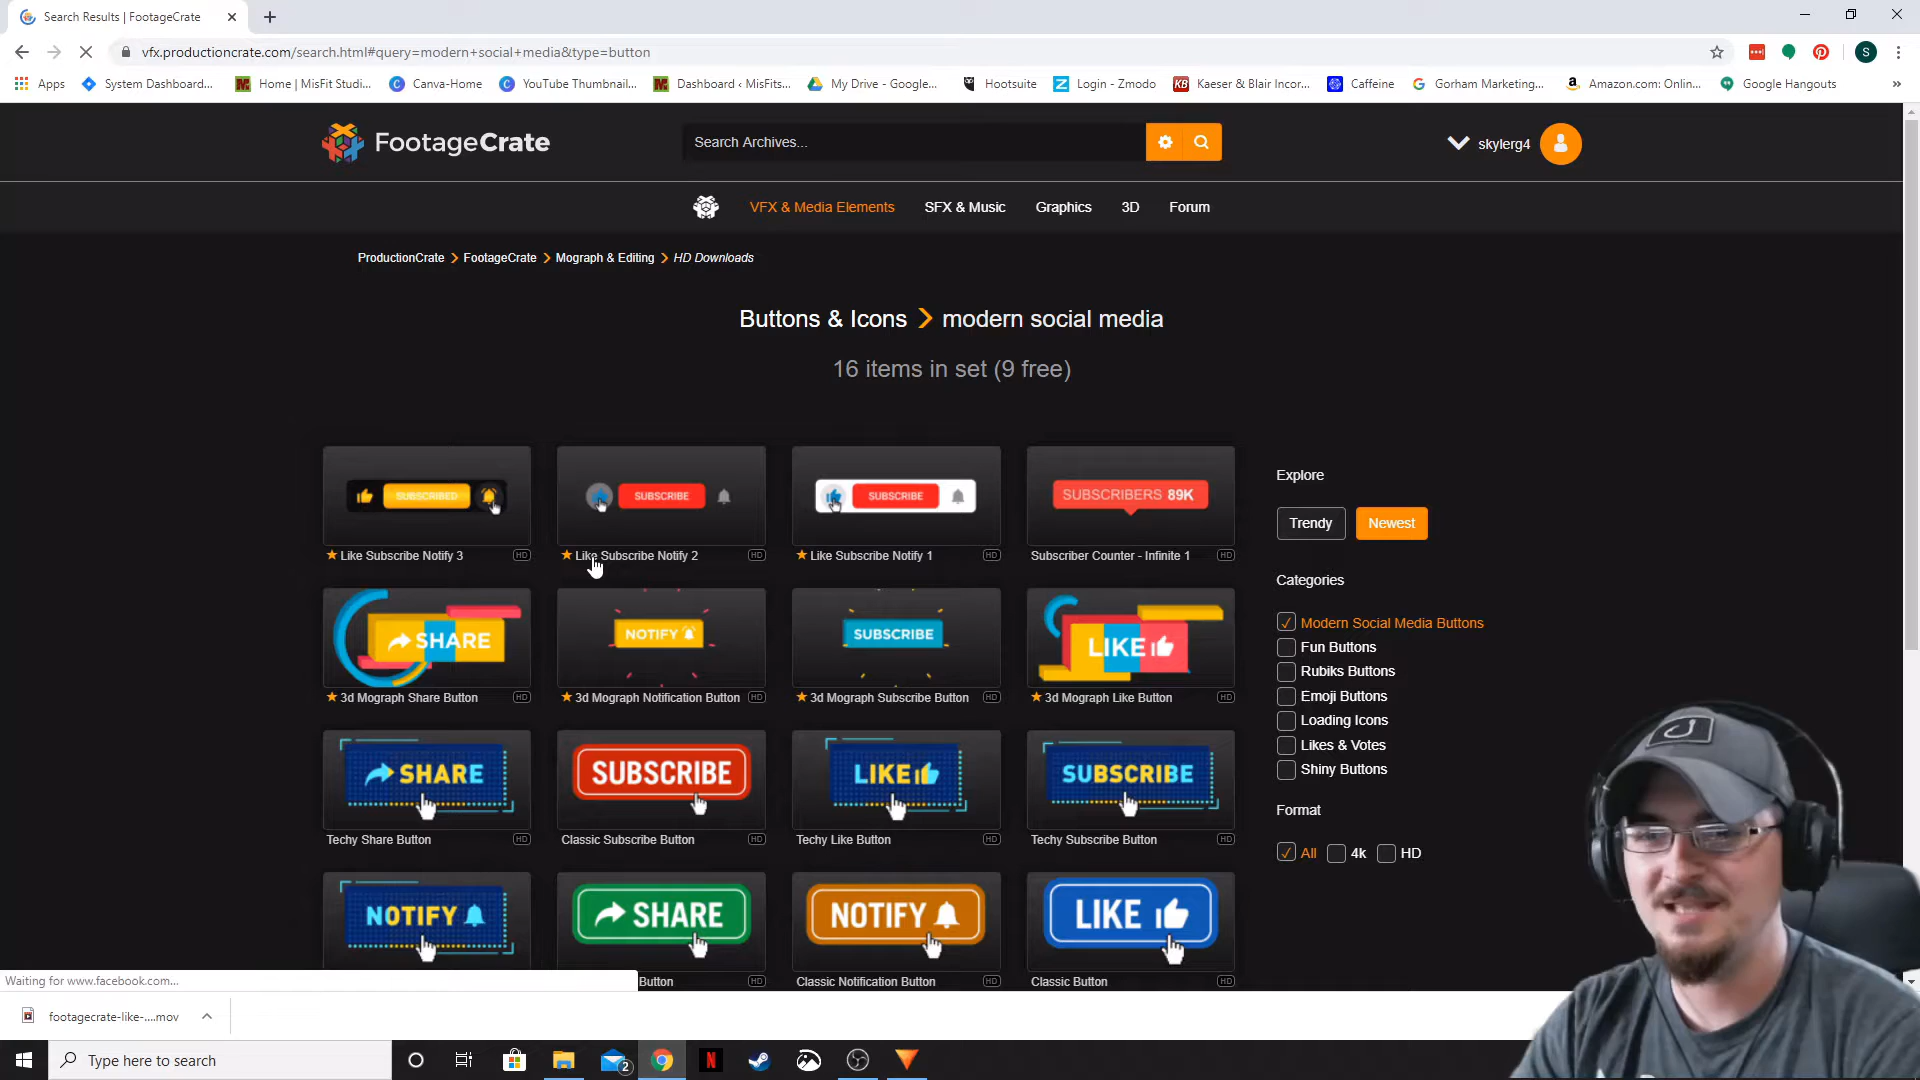 Search Results | FootageCrate
vfx.productioncrate.com/search.html#query=modern+social+media&type=button
Apps System Dashboard... Home | MisFit Studi... Canva-Home YouTube Thumbnail... Dashboard ‹ MisFits... My Drive - Google... Hootsuite Login - Zmodo Kaeser & Blair Incor... Caffeine Gorham Marketing... Amazon.com: Onlin... Google Hangouts »
FootageCrate Search Archives... skylerg4
VFX & Media Elements SFX & Music Graphics 3D Forum
ProductionCrate FootageCrate Mograph & Editing HD Downloads
Buttons & Icons modern social media
16 items in set (9 free)
SUBSCRIBED SUBSCRIBE SUBSCRIBE SUBSCRIBERS 89K
Like Subscribe Notify 3 HD Like Subscribe Notify 2 HD Like Subscribe Notify 1 HD Subscriber Counter - Infinite 1 HD
SHARE NOTIFY SUBSCRIBE LIKE
3d Mograph Share Button HD 3d Mograph Notification Button HD 3d Mograph Subscribe Button HD 3d Mograph Like Button HD
SHARE SUBSCRIBE LIKE SUBSCRIBE
Techy Share Button HD Classic Subscribe Button HD Techy Like Button HD Techy Subscribe Button HD
NOTIFY SHARE NOTIFY LIKE
Button HD Classic Notification Button HD Classic Button HD
Explore
Trendy Newest
Categories
Modern Social Media Buttons
Fun Buttons
Rubiks Buttons
Emoji Buttons
Loading Icons
Likes & Votes
Shiny Buttons
Format
All 4k HD
Waiting for www.facebook.com...
footagecrate-like-....mov
Type here to search
2